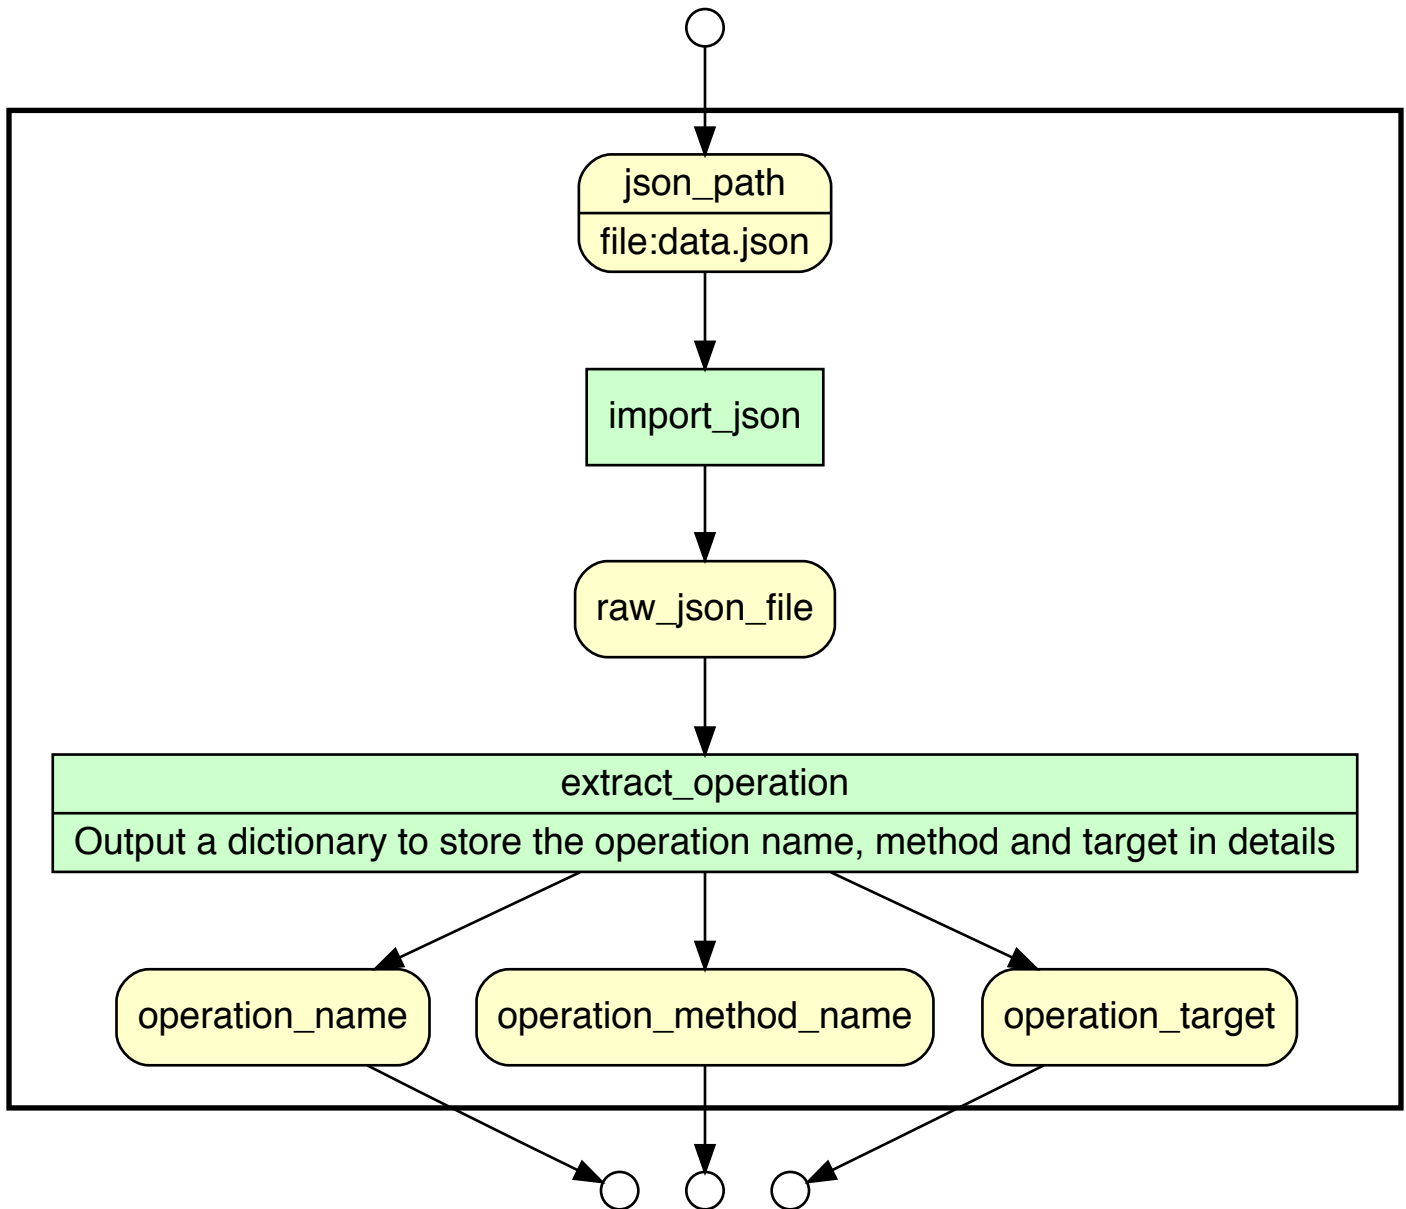 json_path
file:data.json
import_json
raw_json_file
extract_operation
Output a dictionary to store the operation name, method and target in details
operation_name
operation_method_name
operation_target